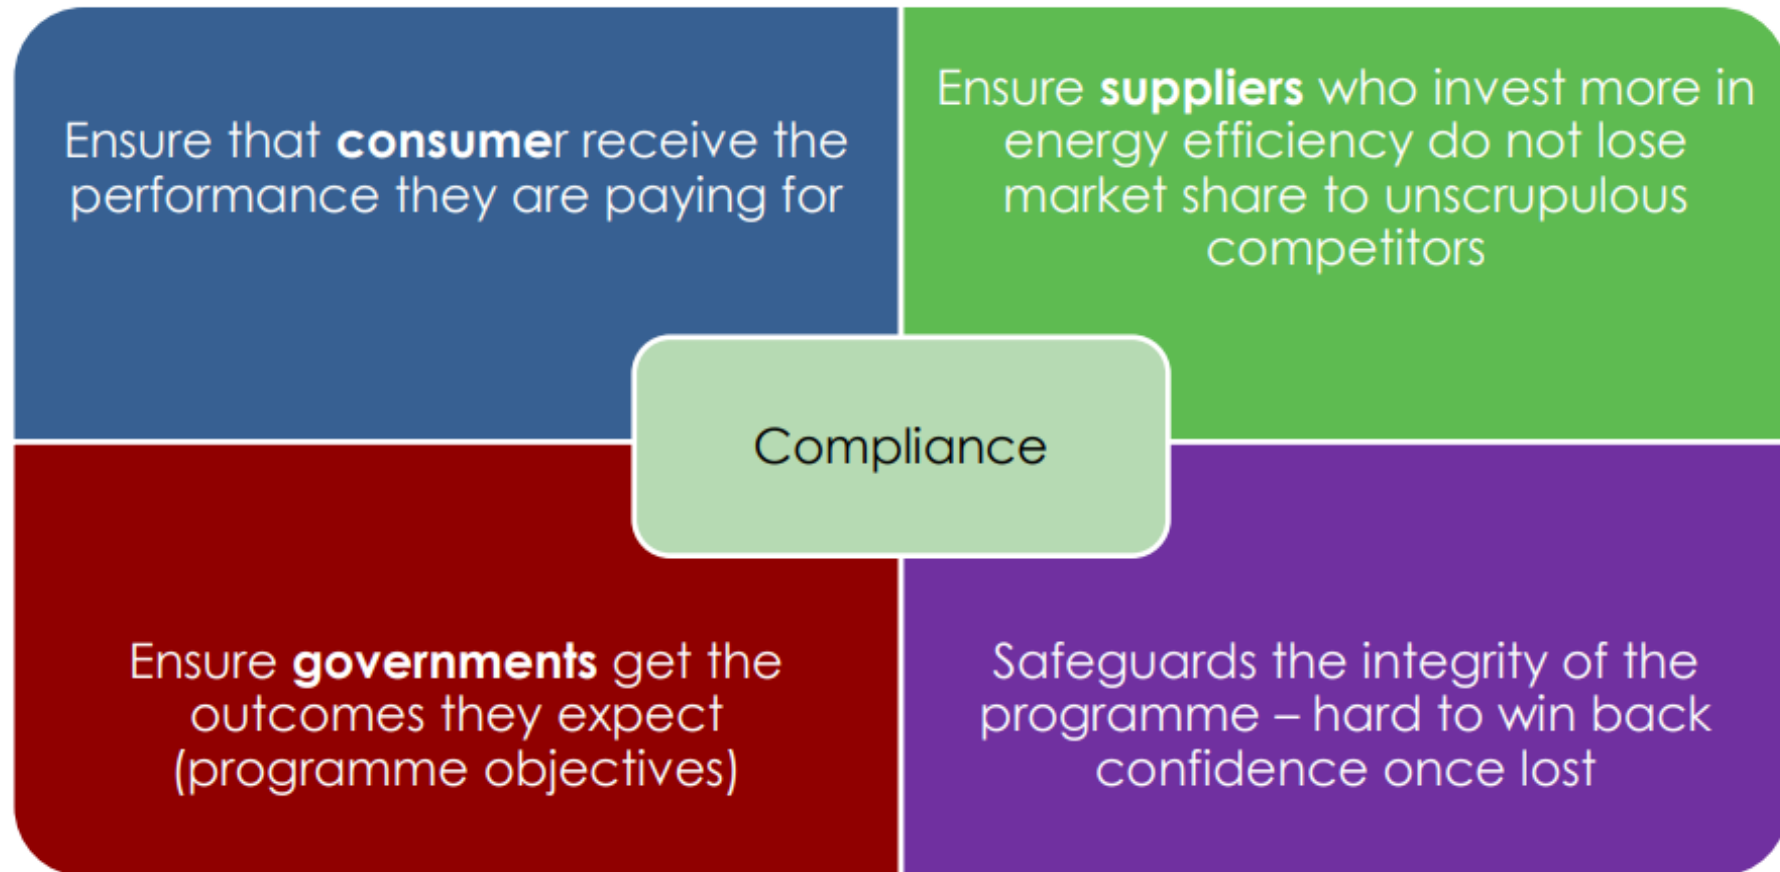 Ensure that consumer receive the
performance they are paying for
Ensure suppliers who invest more in
energy efficiency do not lose
market share to unscrupulous
competitors
Compliance
Ensure governments get the
outcomes they expect
(programme objectives)
Safeguards the integrity of the
programme – hard to win back
confidence once lost